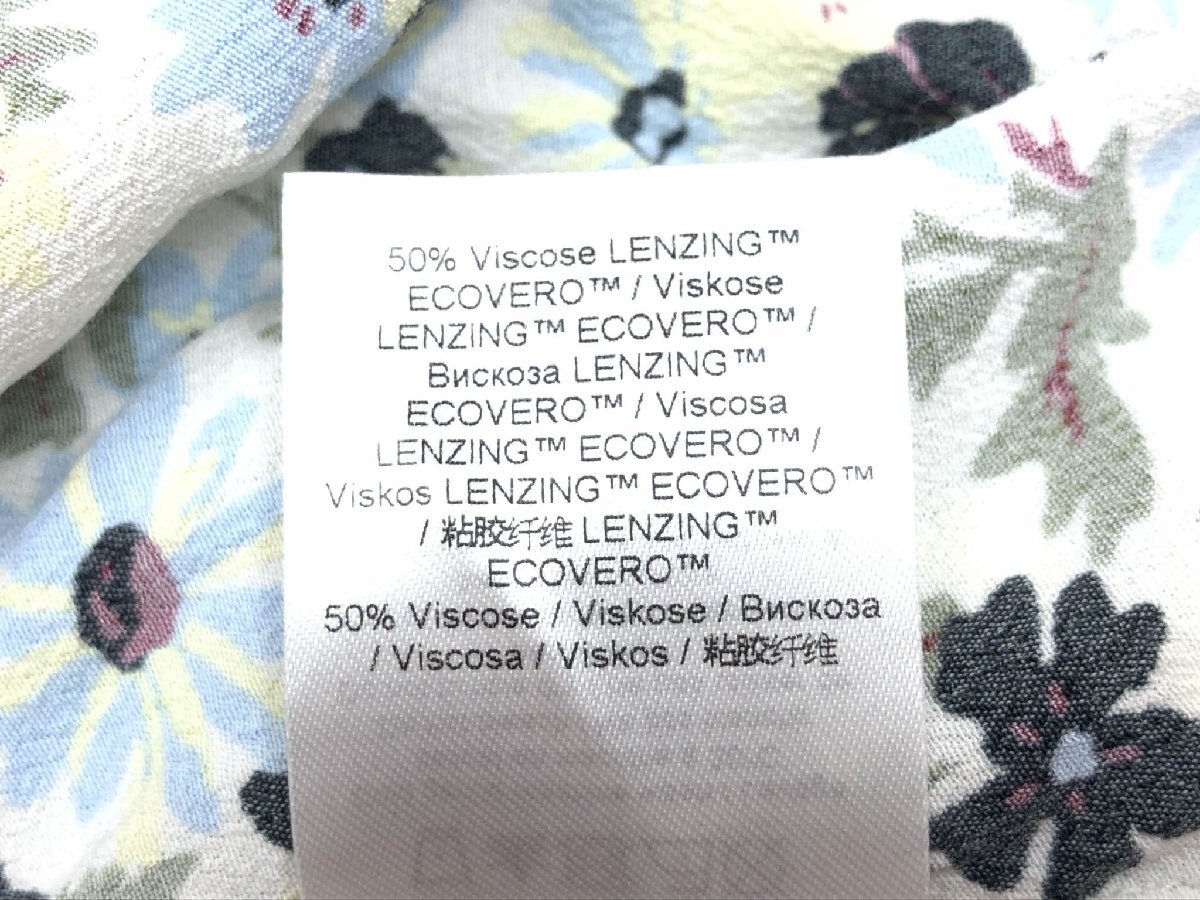 50% Viscose LENZING™
ECOVERO™ / Viskose
LENZING™ ECOVERO™ /
Вискоза LENZING™
ECOVERO™ / Viscosa
LENZING™ ECOVERO™ /
Viskos LENZING™ ECOVERO™
/ 粘胶纤维 LENZING™
ECOVERO™
50% Viscose / Viskose / Вискоза
/ Viscosa / Viskos / 粘胶纤维